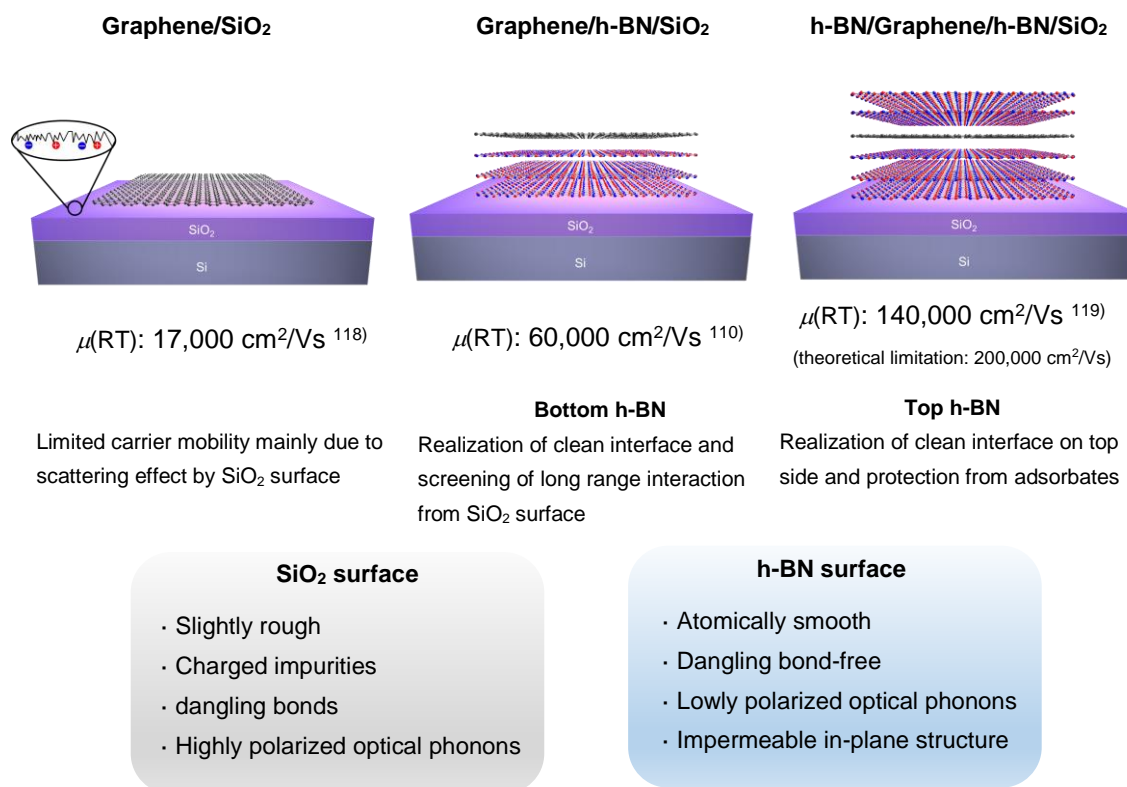 Graphene/SiO₂
Graphene/h-BN/SiO₂
h-BN/Graphene/h-BN/SiO₂
SiO₂
Si
SiO₂
Si
SiO₂
Si
μ(RT): 17,000 cm²/Vs ¹¹⁸⁾
μ(RT): 60,000 cm²/Vs ¹¹⁰⁾
μ(RT): 140,000 cm²/Vs ¹¹⁹⁾
(theoretical limitation: 200,000 cm²/Vs)
Limited carrier mobility mainly due to
scattering effect by SiO₂ surface
Bottom h-BN
Realization of clean interface and
screening of long range interaction
from SiO₂ surface
Top h-BN
Realization of clean interface on top
side and protection from adsorbates
SiO₂ surface
· Slightly rough
· Charged impurities
· dangling bonds
· Highly polarized optical phonons
h-BN surface
· Atomically smooth
· Dangling bond-free
· Lowly polarized optical phonons
· Impermeable in-plane structure